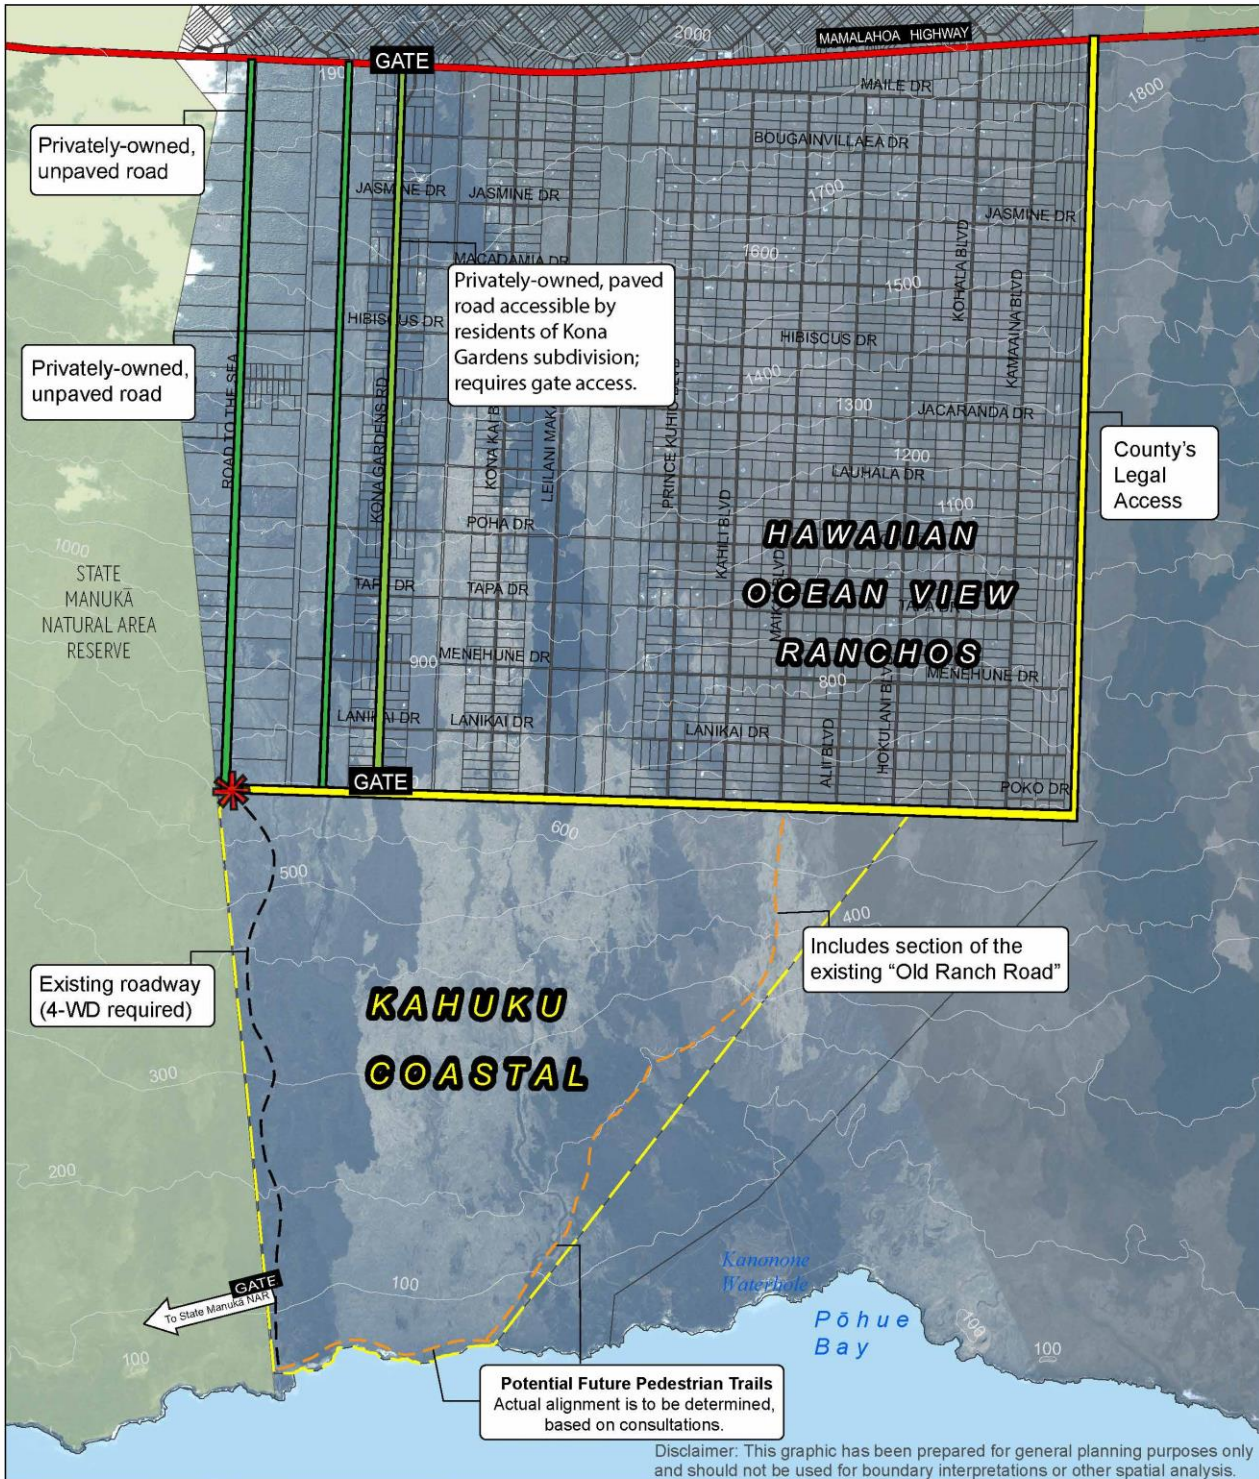 2000
MAMALAHOA HIGHWAY
GATE
1800
MAILE DR
Privately-owned,
unpaved road
BOUGAINVILLAEA DR
JASMINE DR
JASMINE DR
1700
JASMINE DR
1600
MACADAMIA DR
Privately-owned, paved
road accessible by
residents of Kona
Gardens subdivision;
requires gate access.
1500
KOHALA BLVD
KAMAAINA BLVD
HIBISCUS DR
HIBISCUS DR
Privately-owned,
unpaved road
1400
1300
JACARANDA DR
ROAD TO THE SEA
KONA GARDENS RD
County's
Legal
Access
1200
LAUHALA DR
1100
KAHILI BLVD
POHA DR
HAWAIIAN
OCEAN VIEW
RANCHOS
1000
STATE
MANUKĀ
NATURAL AREA
RESERVE
TAPA DR
TAPA DR
900
MENEHUNE DR
MENEHUNE DR
800
LANIKAI DR
LANIKAI DR
LANIKAI DR
ALII BLVD
HOKULANI BLVD
GATE
POKO DR
600
500
400
Includes section of the
existing "Old Ranch Road"
Existing roadway
(4-WD required)
KAHUKU
COASTAL
300
200
GATE
To State Manukā NAR
100
100
Kanonone
Waterhole
Pōhue
Bay
100
100
Potential Future Pedestrian Trails
Actual alignment is to be determined,
based on consultations.
Disclaimer: This graphic has been prepared for general planning purposes only
and should not be used for boundary interpretations or other spatial analysis.